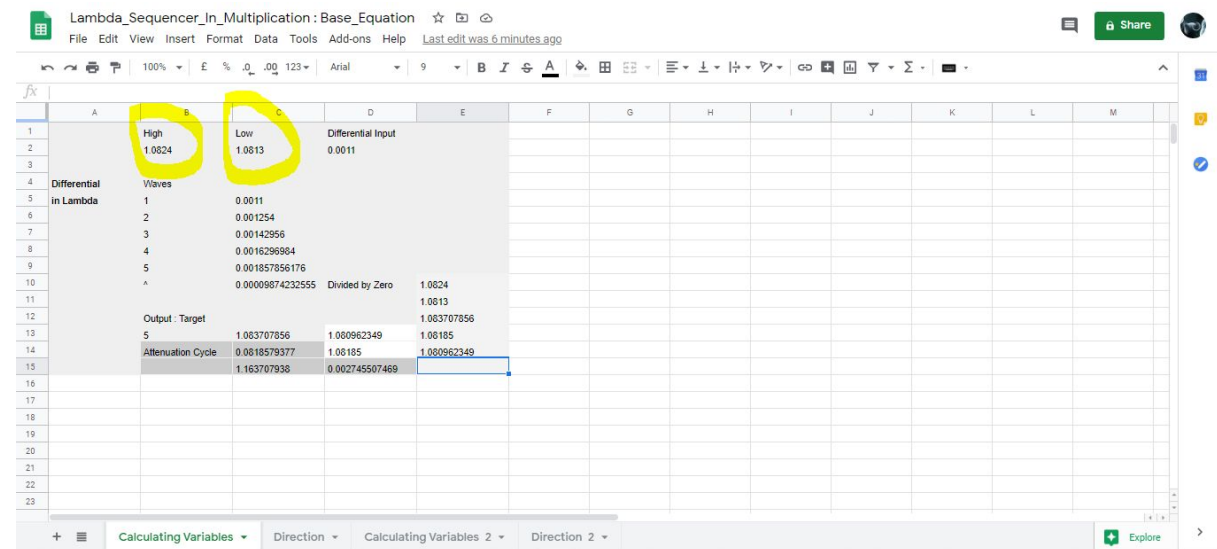 Lambda_Sequencer_In_Multiplication : Base_Equation
File Edit View Insert Format Data Tools Add-ons Help Last edit was 6 minutes ago
Share
100% £ % .0 .00 123 Arial 9 B I S A
fx
A B C D E F G H I J K L M
1 High Low Differential Input
2 1.0824 1.0813 0.0011
3
4 Differential Waves
5 in Lambda 1 0.0011
6 2 0.001254
7 3 0.00142956
8 4 0.0016296984
9 5 0.001857856176
10 ^ 0.00009874232555 Divided by Zero 1.0824
11 1.0813
12 Output : Target 1.083707856
13 5 1.083707856 1.080962349 1.08185
14 Attenuation Cycle 0.0818579377 1.08185 1.080962349
15 1.163707938 0.002745507469
16
17
18
19
20
21
22
23
+ Calculating Variables Direction Calculating Variables 2 Direction 2 Explore
31